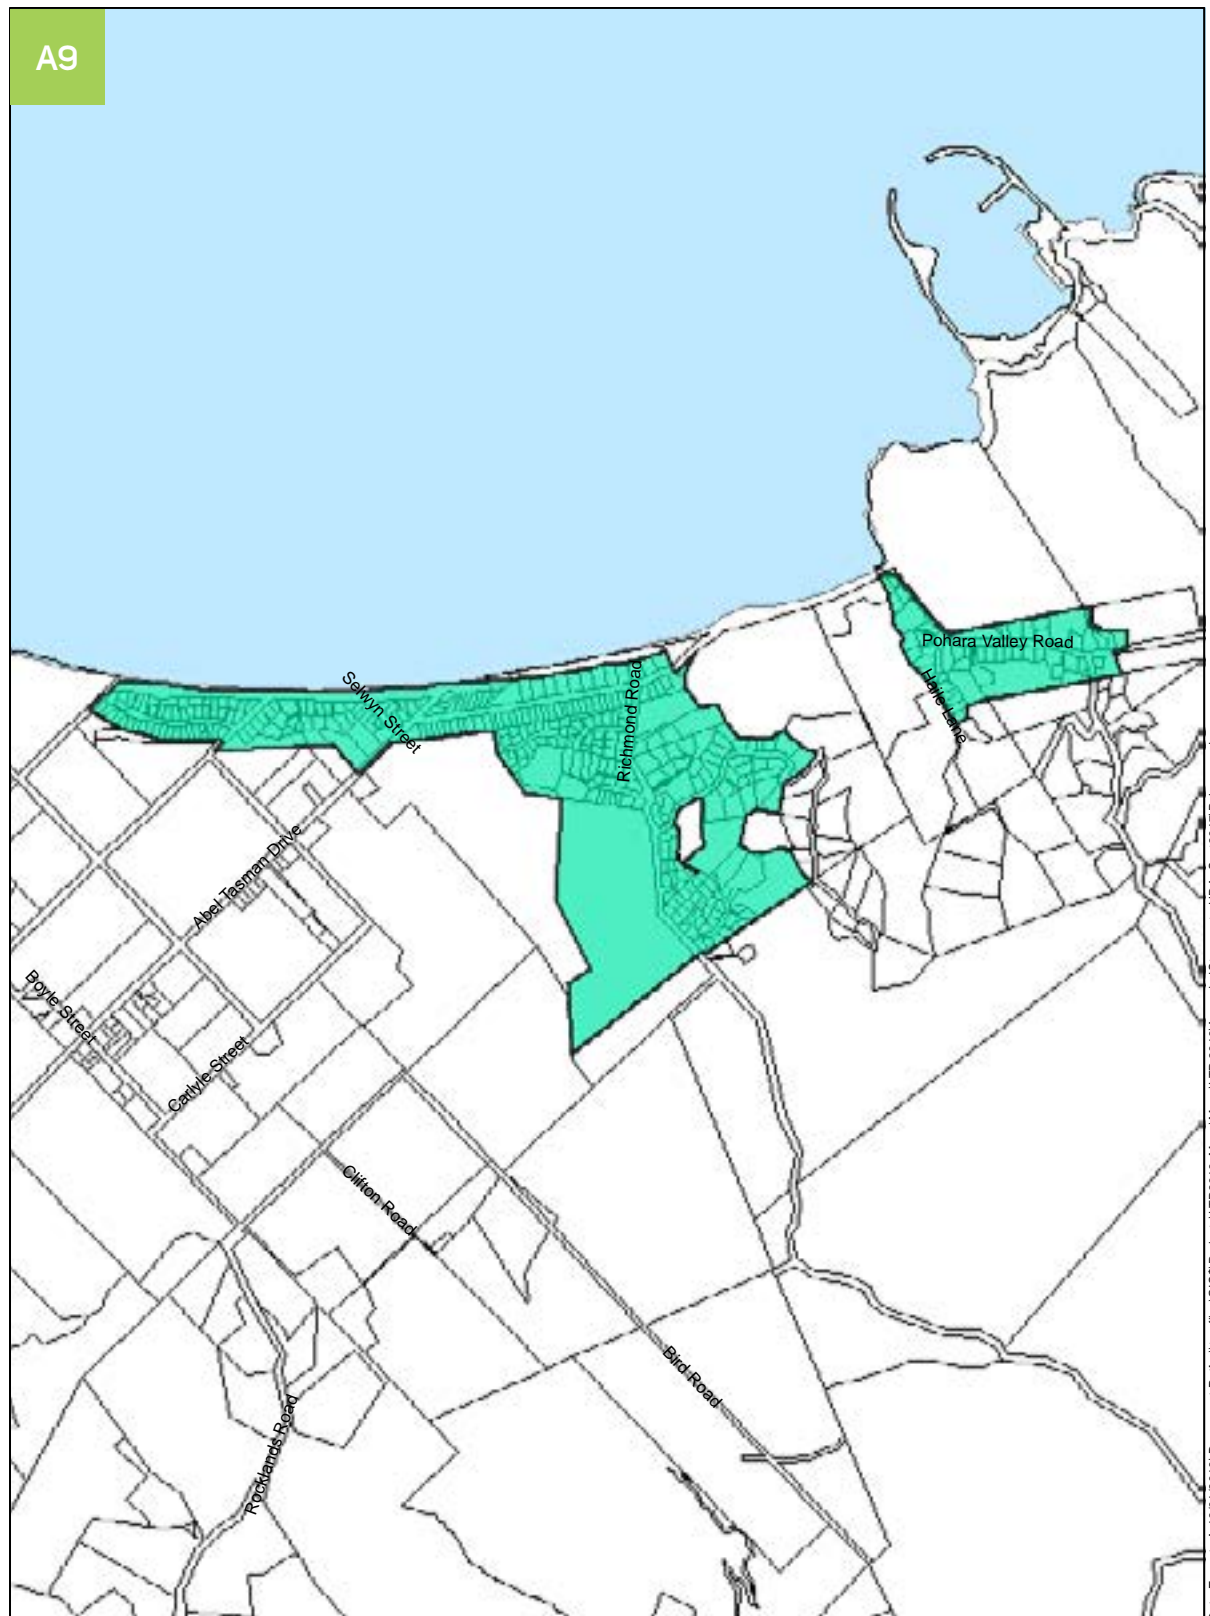 A9
Pohara Valley Road
Haile Lane
Selwyn Street
Richmond Road
Abel Tasman Drive
Boyle Street
Carlyle Street
Clifton Road
Bird Road
Rocklands Road